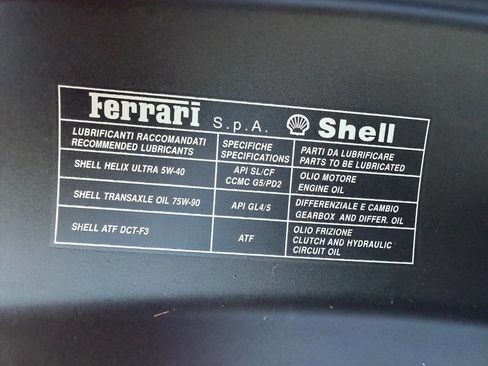 Ferrari S.p.A. Shell
LUBRIFICANTI RACCOMANDATI
RECOMMENDED LUBRICANTS
SPECIFICHE
SPECIFICATIONS
PARTI DA LUBRIFICARE
PARTS TO BE LUBRICATED
SHELL HELIX ULTRA 5W-40
API SL/CF
CCMC G5/PD2
OLIO MOTORE
ENGINE OIL
SHELL TRANSAXLE OIL 75W-90
API GL4/5
DIFFERENZIALE E CAMBIO
GEARBOX AND DIFFER. OIL
SHELL ATF DCT-F3
ATF
OLIO FRIZIONE
CLUTCH AND HYDRAULIC
CIRCUIT OIL